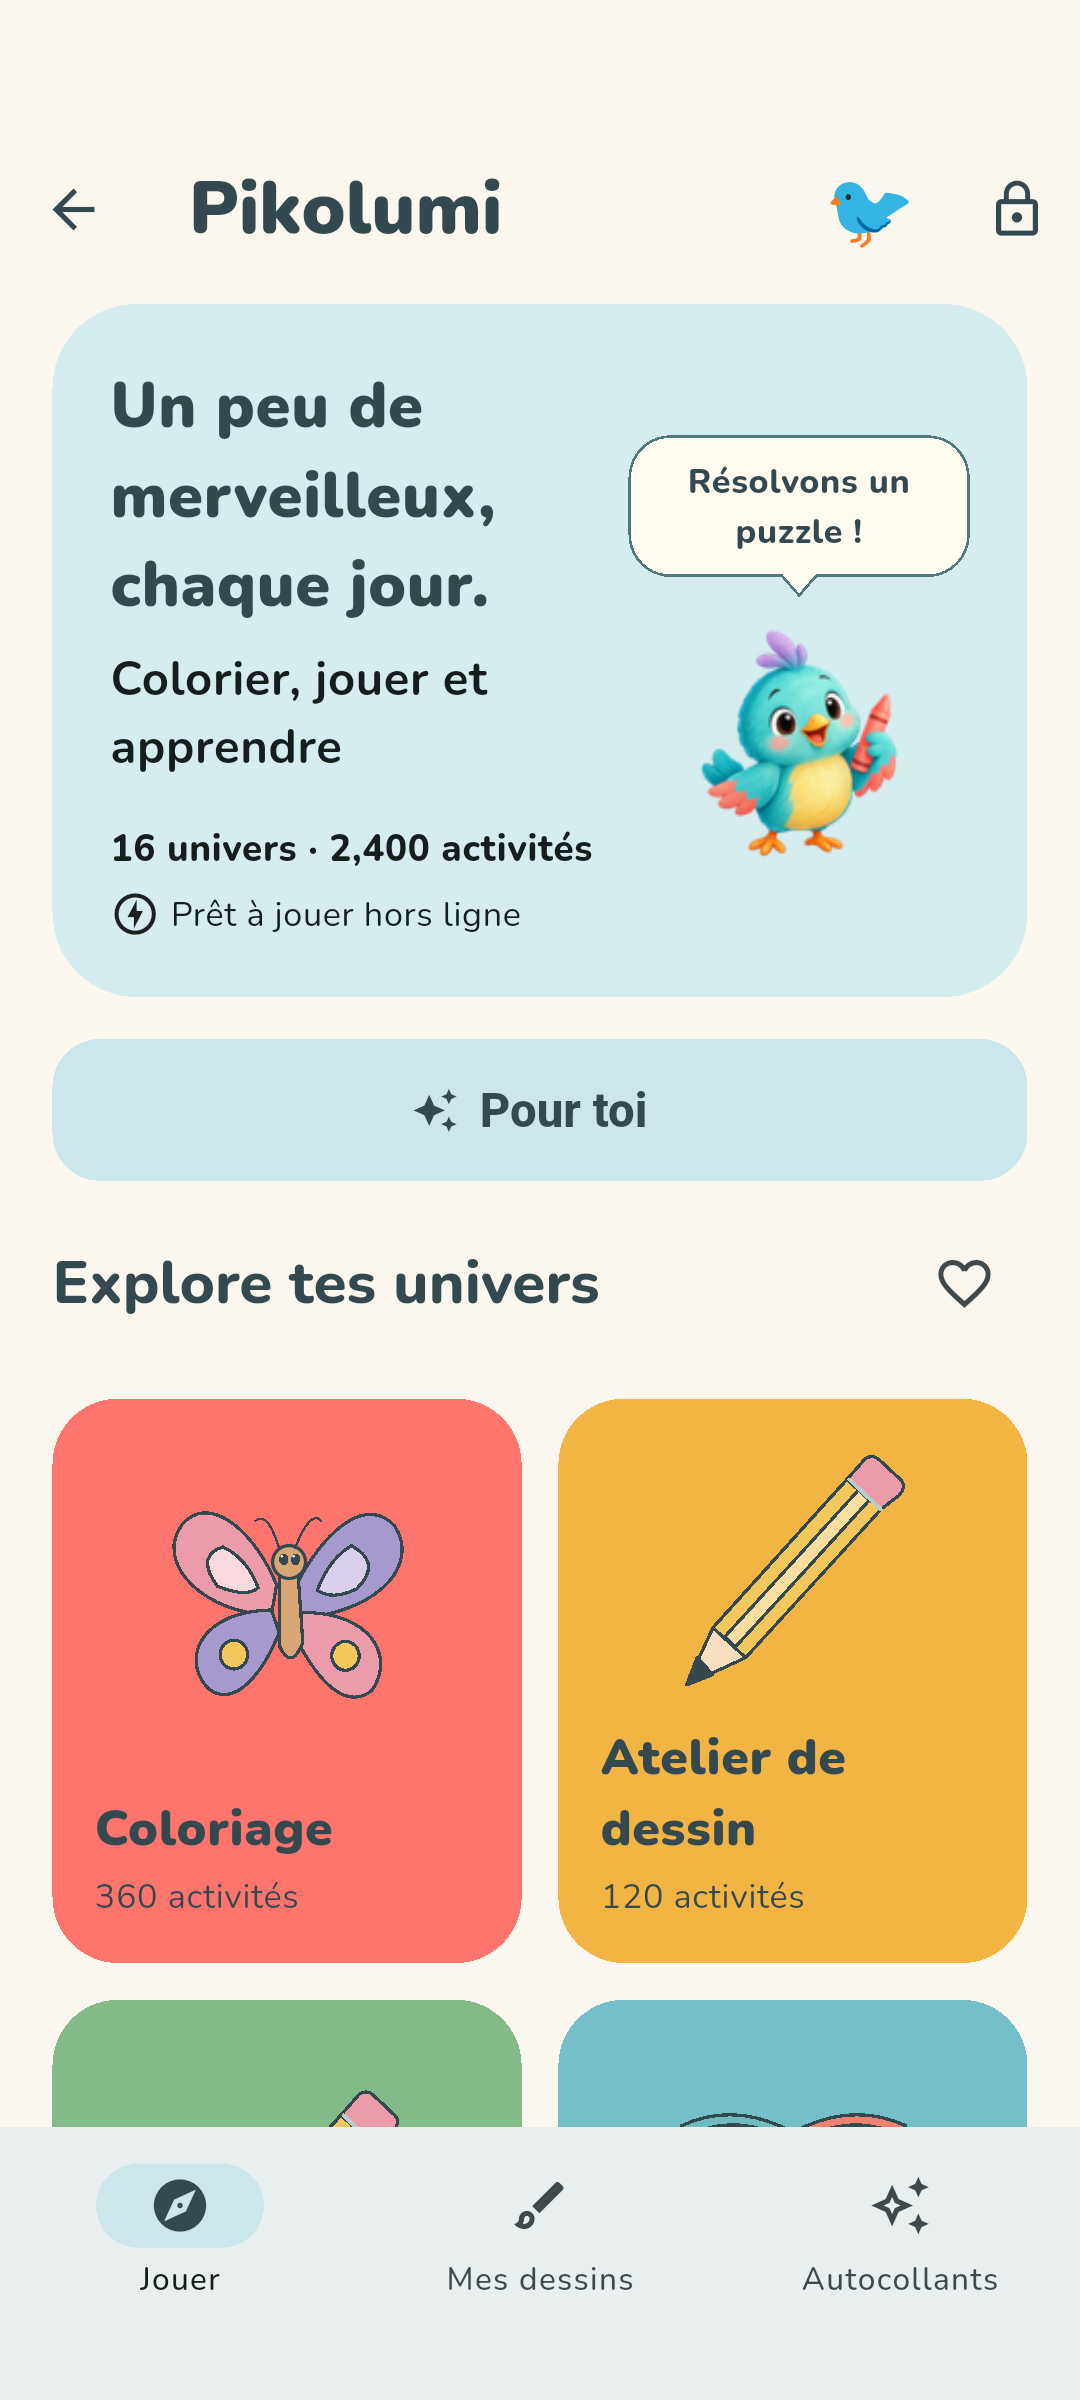 Pikolumi
Un peu de
merveilleux,
chaque jour.
Résolvons un
puzzle !
Colorier, jouer et
apprendre
16 univers · 2,400 activités
Prêt à jouer hors ligne
Pour toi
Explore tes univers
Coloriage
360 activités
Atelier de
dessin
120 activités
Jouer
Mes dessins
Autocollants